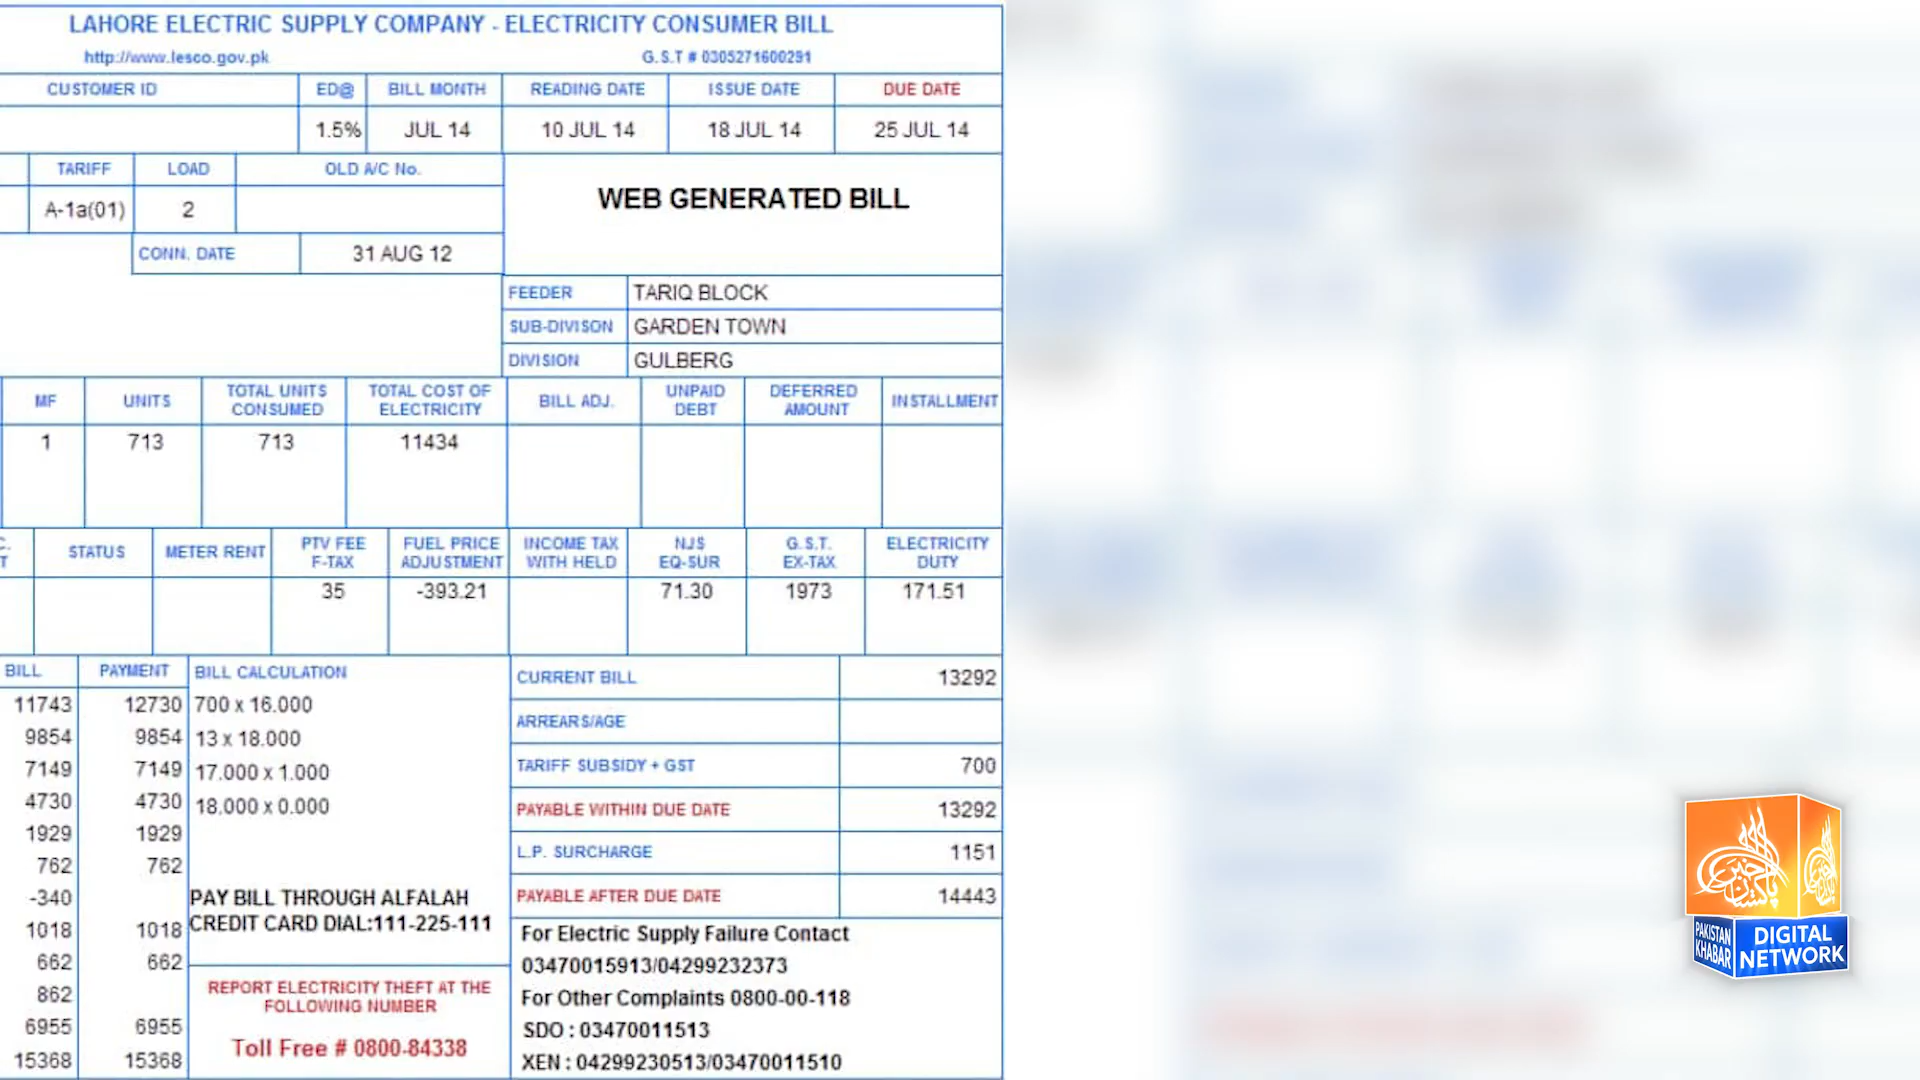 LAHORE ELECTRIC SUPPLY COMPANY - ELECTRICITY CONSUMER BILL
http://www.lesco.gov.pk G.S.T # 0305271600291
CUSTOMER ID ED@ BILL MONTH READING DATE ISSUE DATE DUE DATE
1.5% JUL 14 10 JUL 14 18 JUL 14 25 JUL 14
TARIFF LOAD OLD A/C No.
A-1a(01) 2
WEB GENERATED BILL
CONN. DATE 31 AUG 12
FEEDER TARIQ BLOCK
SUB-DIVISON GARDEN TOWN
DIVISION GULBERG
MF UNITS TOTAL UNITS CONSUMED TOTAL COST OF ELECTRICITY BILL ADJ. UNPAID DEBT DEFERRED AMOUNT INSTALLMENT
1 713 713 11434
STATUS METER RENT PTV FEE F-TAX FUEL PRICE ADJUSTMENT INCOME TAX WITH HELD NJS EQ-SUR G.S.T. EX-TAX ELECTRICITY DUTY
35 -393.21 71.30 1973 171.51
BILL PAYMENT
11743 12730
9854 9854
7149 7149
4730 4730
1929 1929
762 762
-340
1018 1018
662 662
862
6955 6955
15368 15368
BILL CALCULATION
700 x 16.000
13 x 18.000
17.000 x 1.000
18.000 x 0.000
PAY BILL THROUGH ALFALAH
CREDIT CARD DIAL:111-225-111
REPORT ELECTRICITY THEFT AT THE
FOLLOWING NUMBER
Toll Free # 0800-84338
CURRENT BILL 13292
ARREARS/AGE
TARIFF SUBSIDY + GST 700
PAYABLE WITHIN DUE DATE 13292
L.P. SURCHARGE 1151
PAYABLE AFTER DUE DATE 14443
For Electric Supply Failure Contact
03470015913/04299232373
For Other Complaints 0800-00-118
SDO : 03470011513
XEN : 04299230513/03470011510
PAKISTAN KHABAR
DIGITAL NETWORK